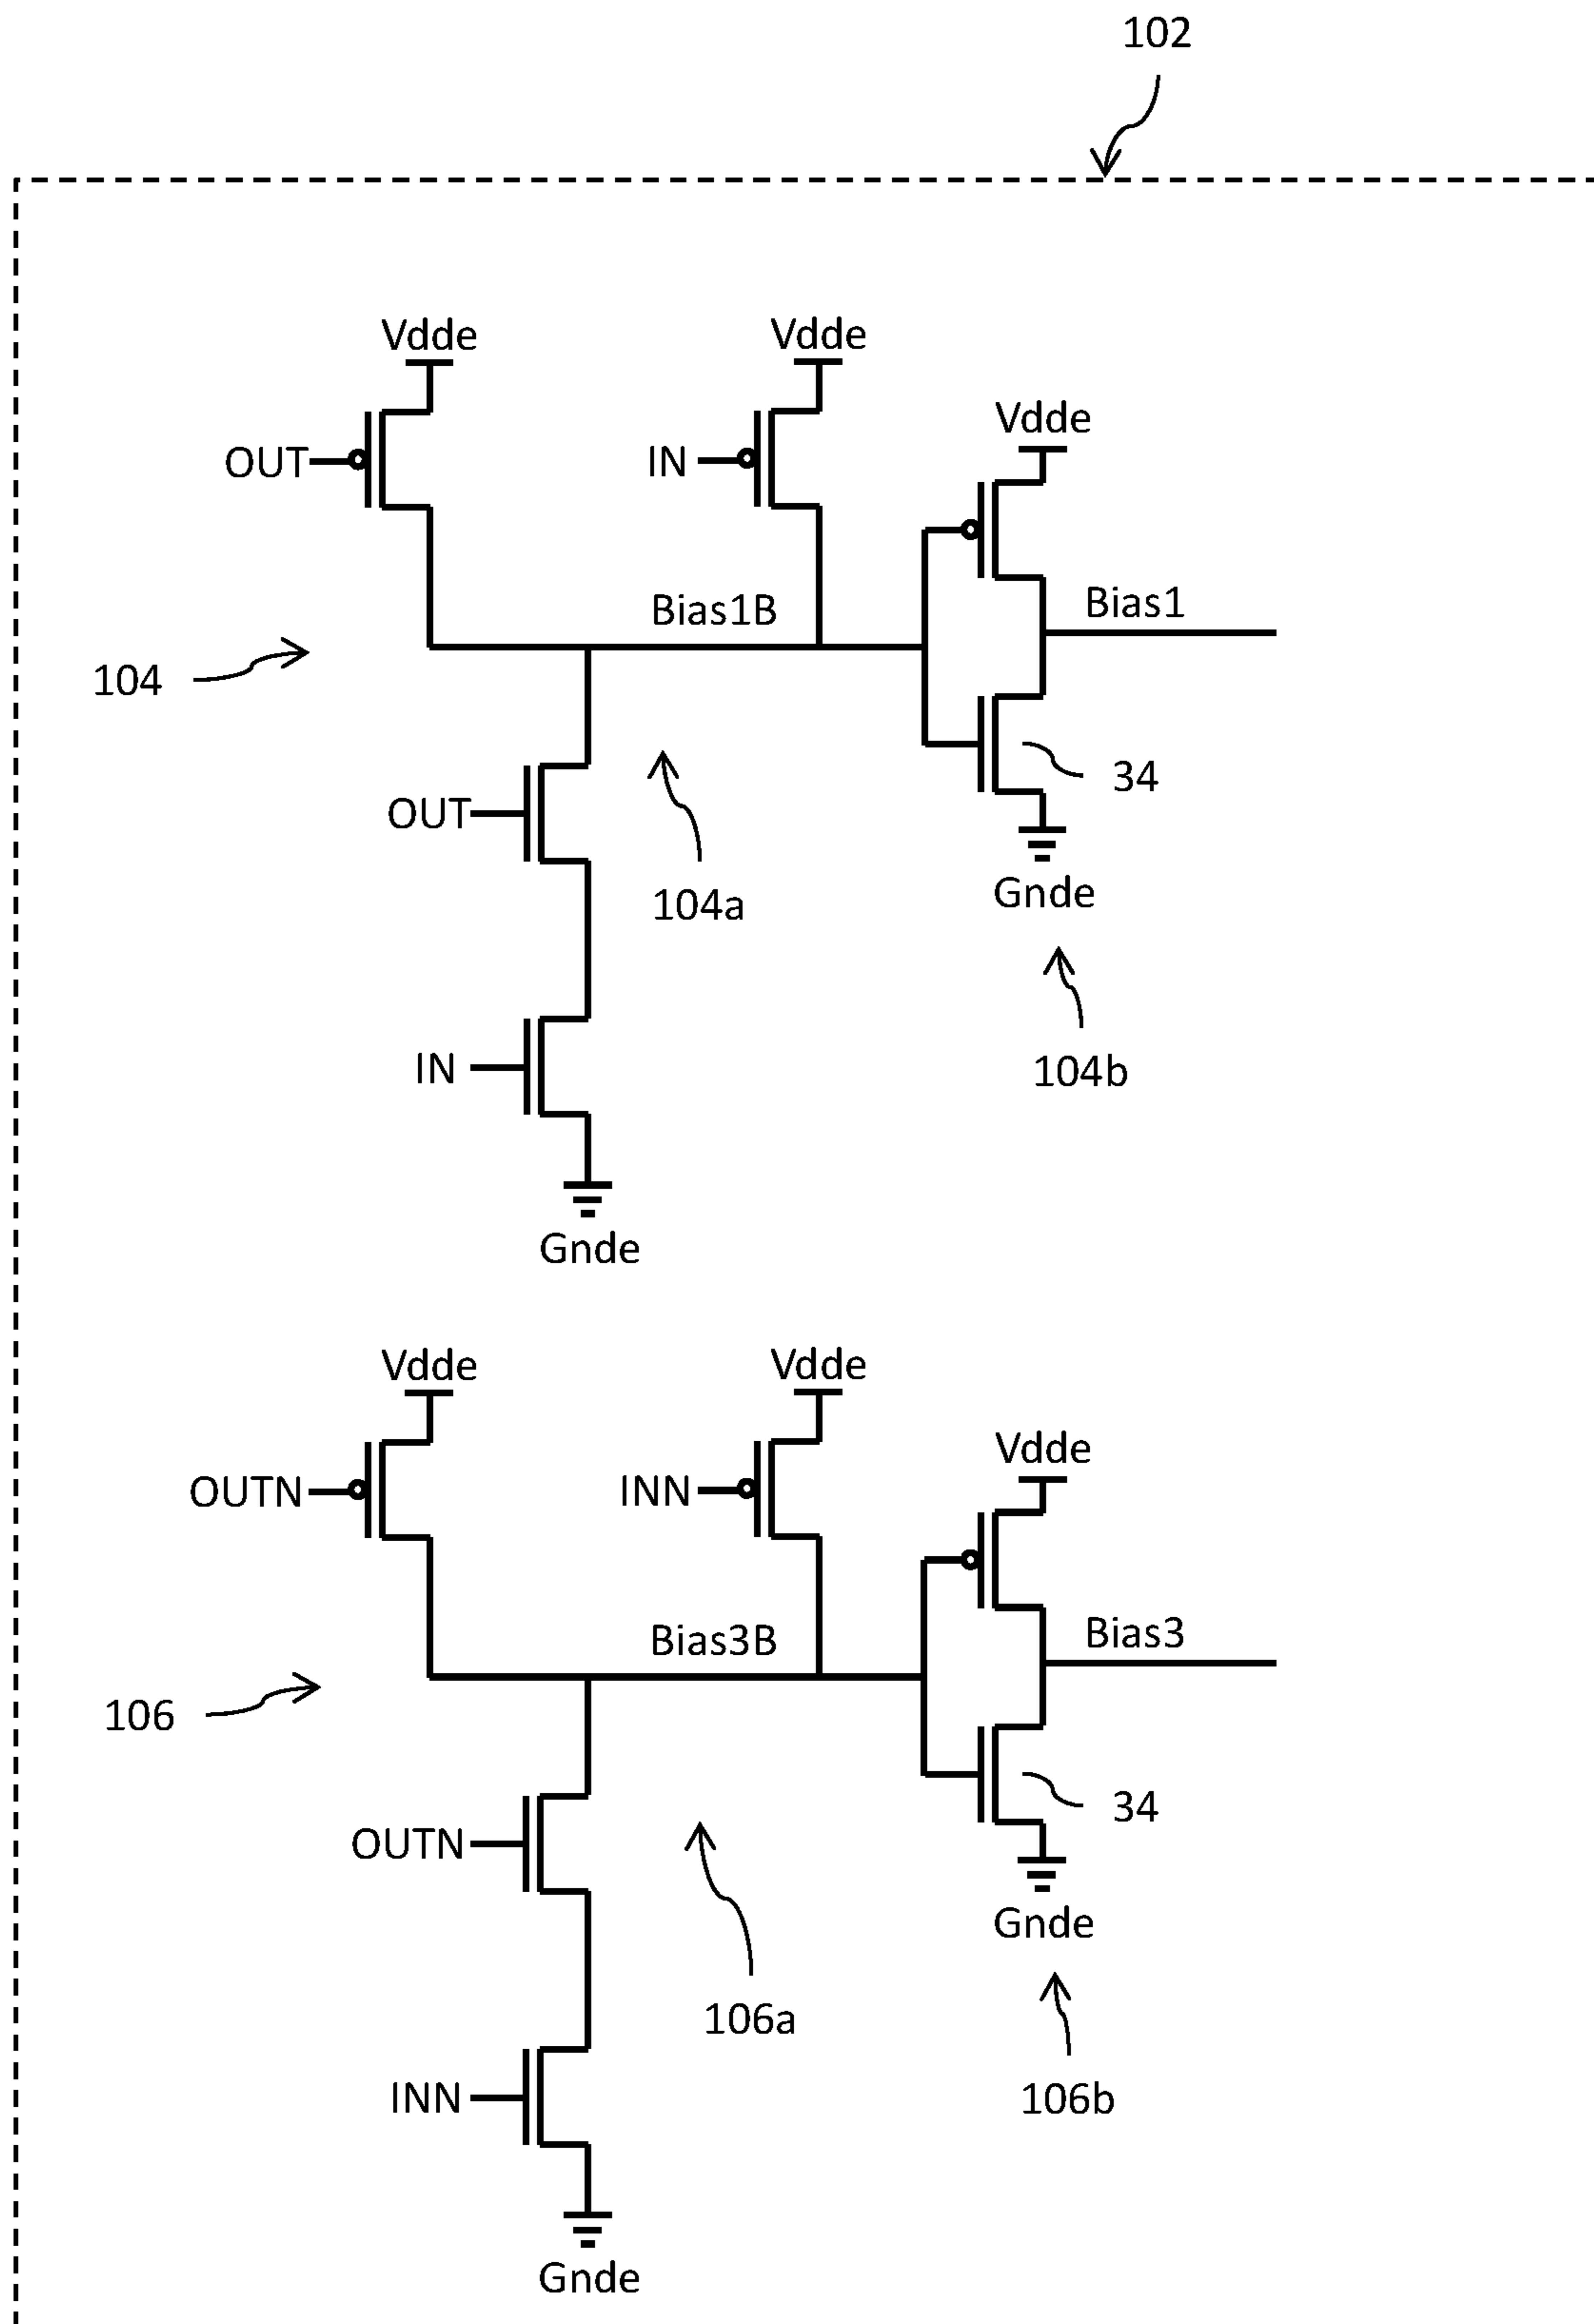 102
Vdde
Vdde
Vdde
OUT
IN
Bias1B
Bias1
104
34
OUT
104a
Gnde
IN
104b
Gnde
Vdde
Vdde
Vdde
OUTN
INN
Bias3B
Bias3
106
34
OUTN
Gnde
106a
INN
106b
Gnde